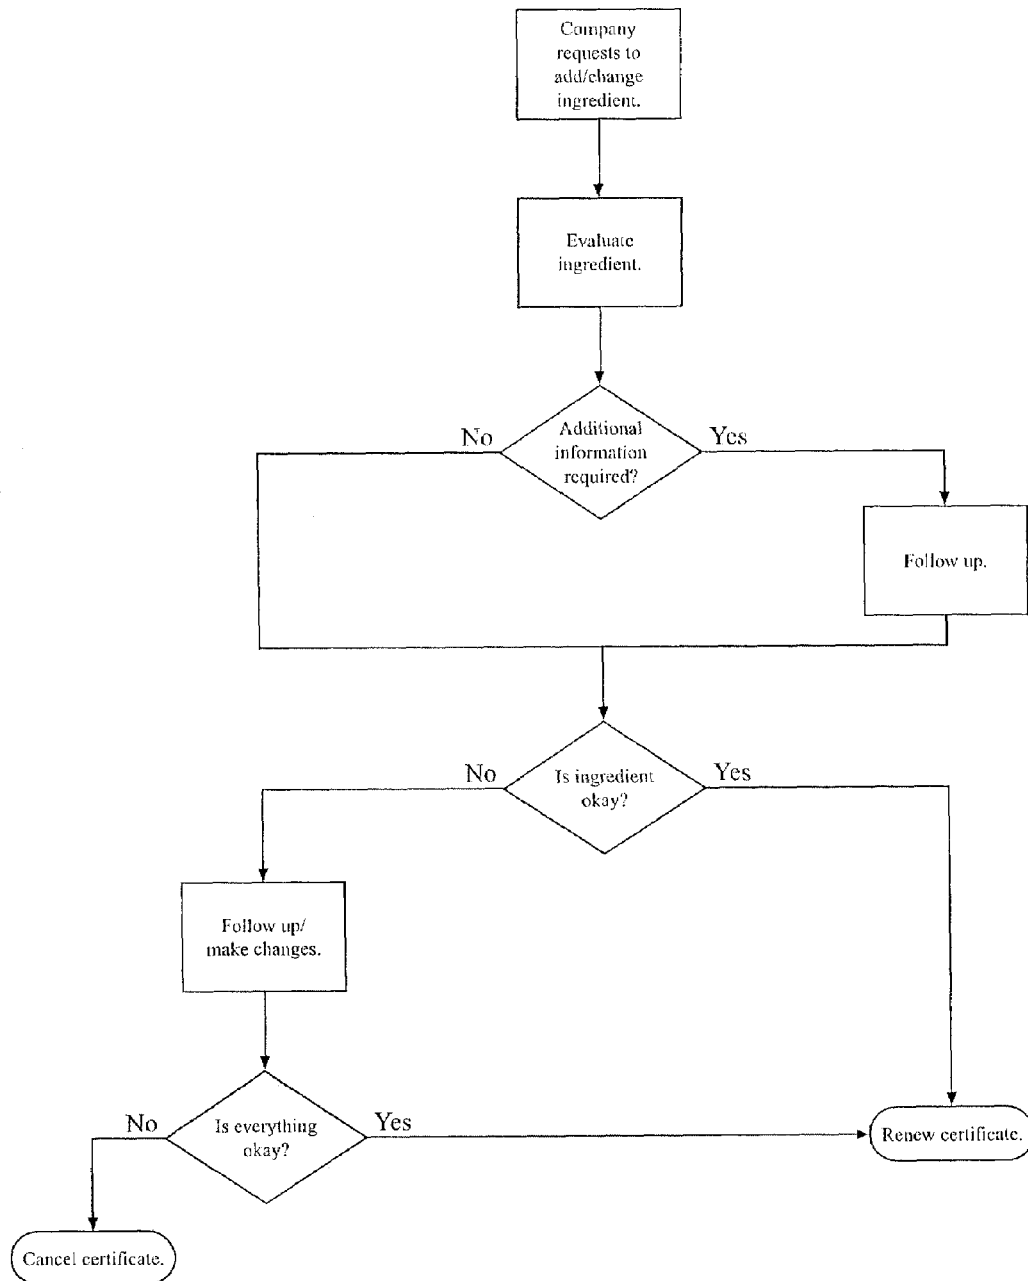 Company
requests to
add/change
ingredient.
Evaluate
ingredient.
No
Additional
information
required?
Yes
Follow up.
No
Is ingredient
okay?
Yes
Follow up/
make changes.
No
Is everything
okay?
Yes
Renew certificate.
Cancel certificate.